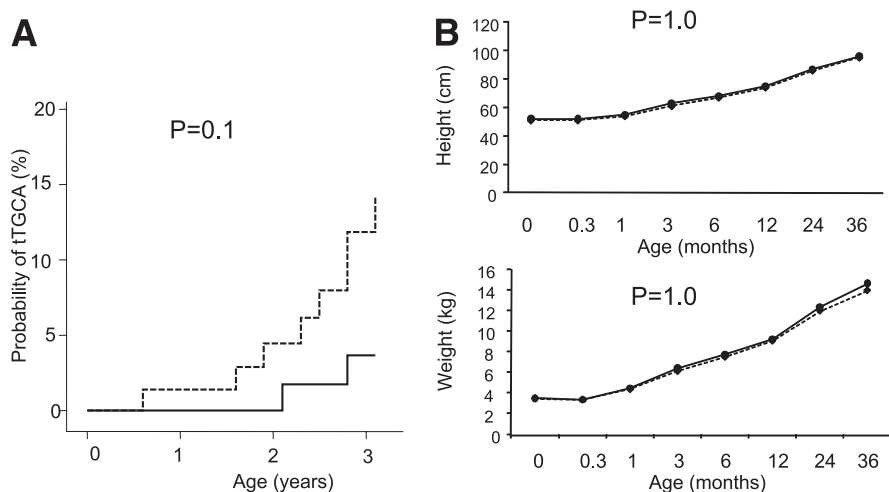 A
P=0.1
Probability of tTGCA (%)
20
15
10
5
0
0 1 2 3
Age (years)
B
P=1.0
Height (cm)
120
100
80
60
40
20
0
0 0.3 1 3 6 12 24 36
Age (months)
P=1.0
Weight (kg)
16
14
12
10
8
6
4
2
0
0 0.3 1 3 6 12 24 36
Age (months)